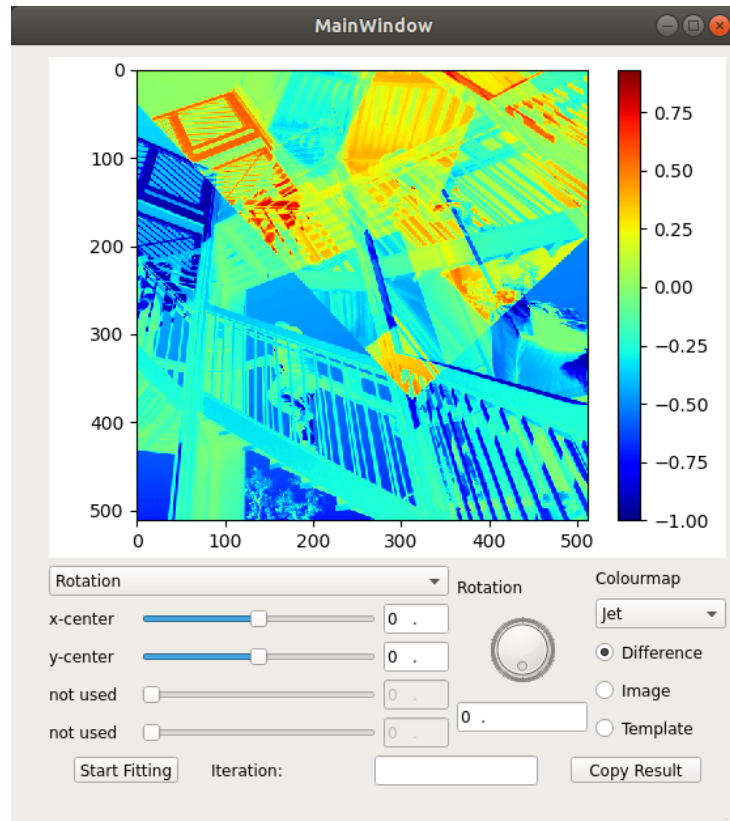 MainWindow
0
100
200
300
400
500
0 100 200 300 400 500
0.75
0.50
0.25
0.00
−0.25
−0.50
−0.75
−1.00
Rotation
x-center 0 .
y-center 0 .
not used 0 .
not used 0 .
Rotation
0 .
Colourmap
Jet
Difference
Image
Template
Start Fitting Iteration: Copy Result